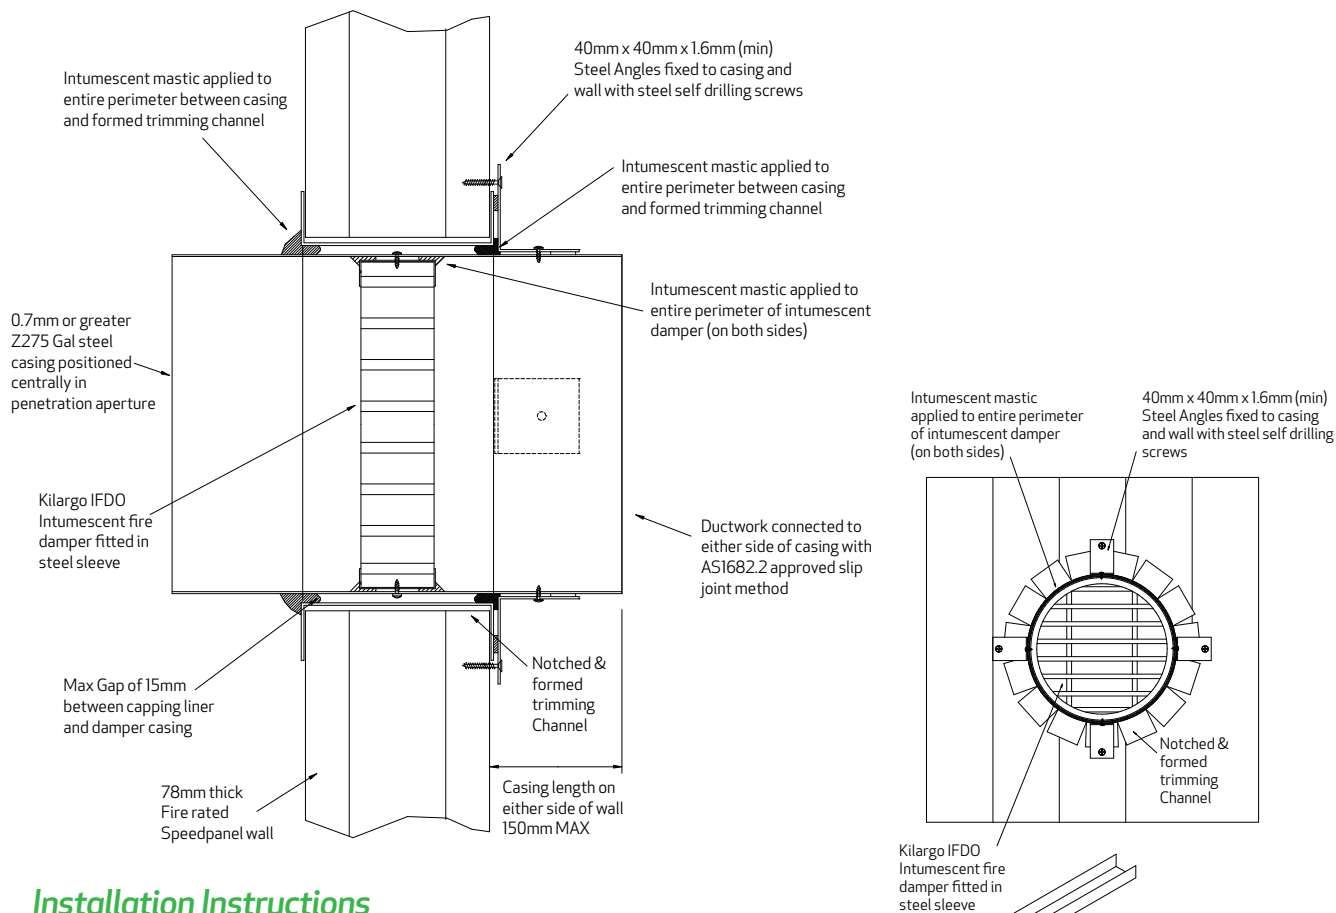 Intumescent mastic applied to
entire perimeter between casing
and formed trimming channel
40mm x 40mm x 1.6mm (min)
Steel Angles fixed to casing and
wall with steel self drilling screws
Intumescent mastic applied to
entire perimeter between casing
and formed trimming channel
Intumescent mastic applied to
entire perimeter of intumescent
damper (on both sides)
0.7mm or greater
Z275 Gal steel
casing positioned
centrally in
penetration aperture
Kilargo IFDO
Intumescent fire
damper fitted in
steel sleeve
Ductwork connected to
either side of casing with
AS1682.2 approved slip
joint method
Max Gap of 15mm
between capping liner
and damper casing
Notched &
formed
trimming
Channel
78mm thick
Fire rated
Speedpanel wall
Casing length on
either side of wall
150mm MAX
Intumescent mastic
applied to entire perimeter
of intumescent damper
(on both sides)
40mm x 40mm x 1.6mm (min)
Steel Angles fixed to casing
and wall with steel self drilling
screws
Notched &
formed
trimming
Channel
Kilargo IFDO
Intumescent fire
damper fitted in
steel sleeve
Installation Instructions